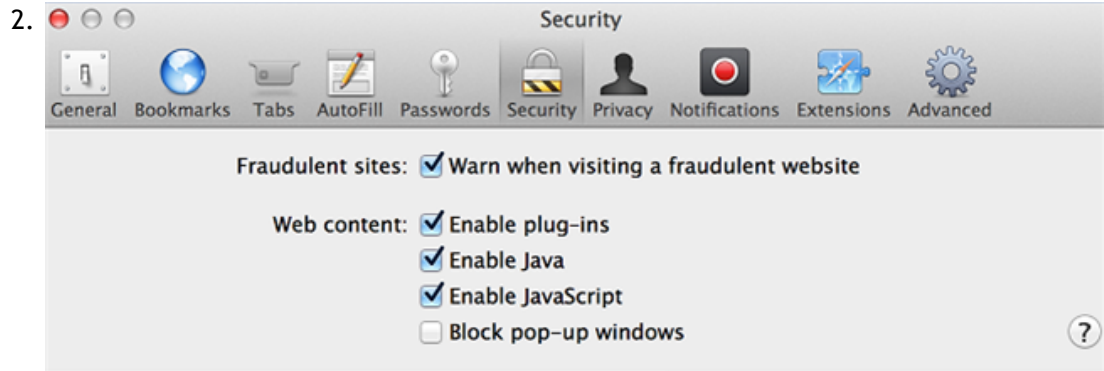 2.
Security
General Bookmarks Tabs AutoFill Passwords Security Privacy Notifications Extensions Advanced
Fraudulent sites: Warn when visiting a fraudulent website
Web content: Enable plug-ins
Enable Java
Enable JavaScript
Block pop-up windows
?